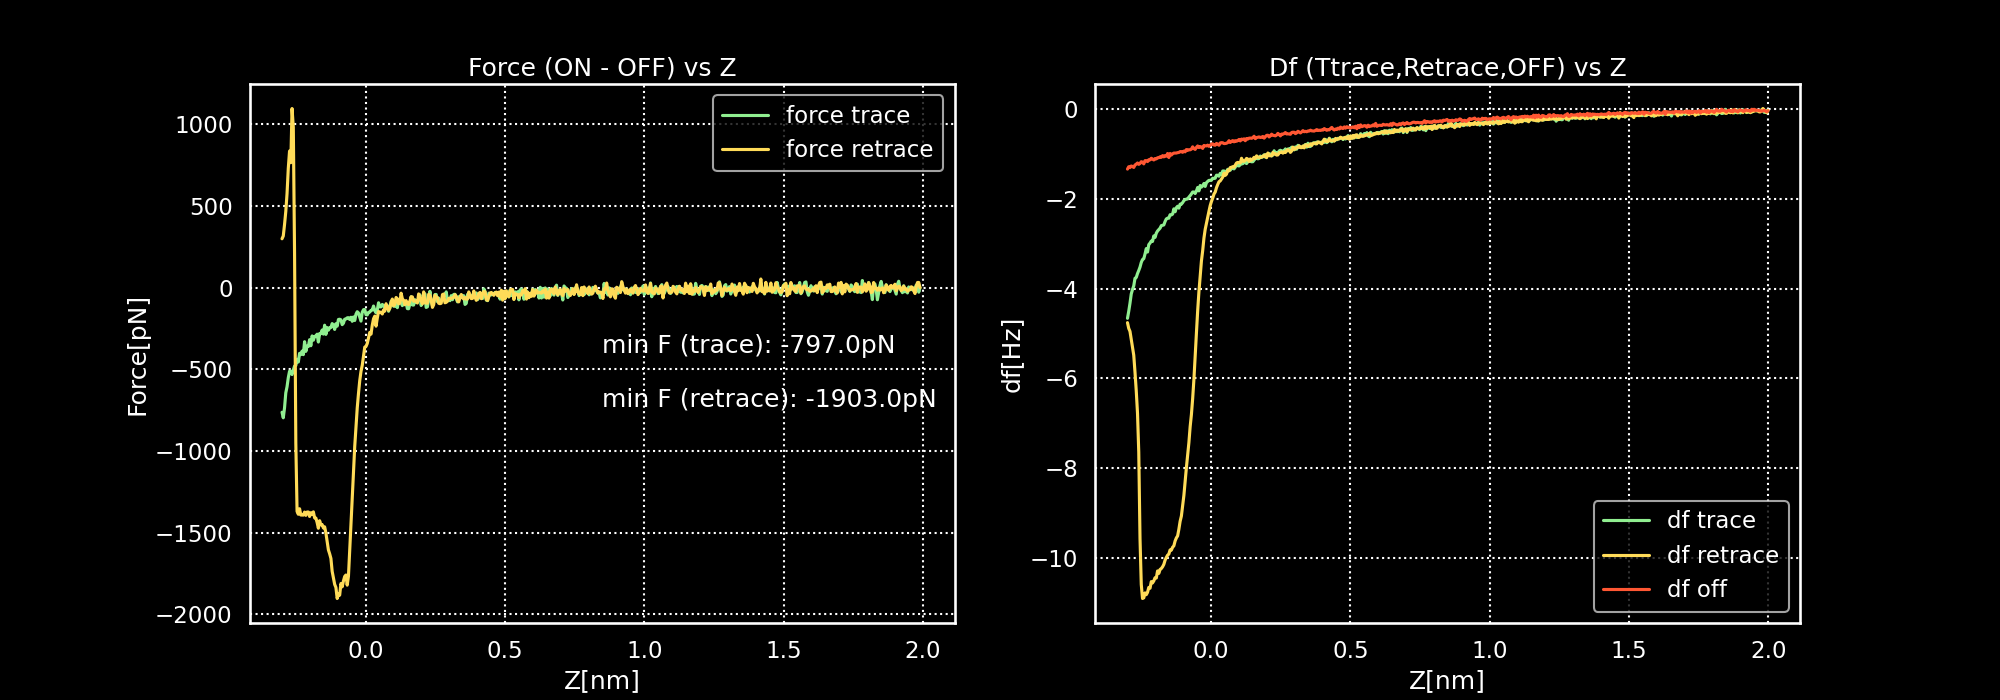 Force (ON - OFF) vs Z
force trace
force retrace
1000
500
0
−500
−1000
−1500
−2000
Force[pN]
min F (trace): -797.0pN
min F (retrace): -1903.0pN
0.0 0.5 1.0 1.5 2.0
Z[nm]
Df (Ttrace,Retrace,OFF) vs Z
0
−2
−4
−6
−8
−10
df[Hz]
df trace
df retrace
df off
0.0 0.5 1.0 1.5 2.0
Z[nm]